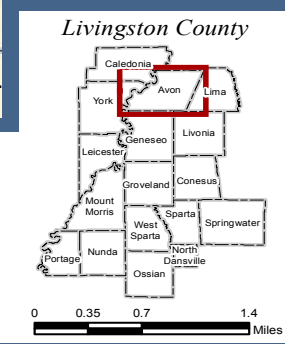 Livingston County
Caledonia
Avon
Lima
York
Livonia
Geneseo
Leicester
Conesus
Groveland
Mount
Morris
Sparta
Springwater
West
Sparta
North
Dansville
Nunda
Portage
Ossian
0 0.35 0.7 1.4
Miles